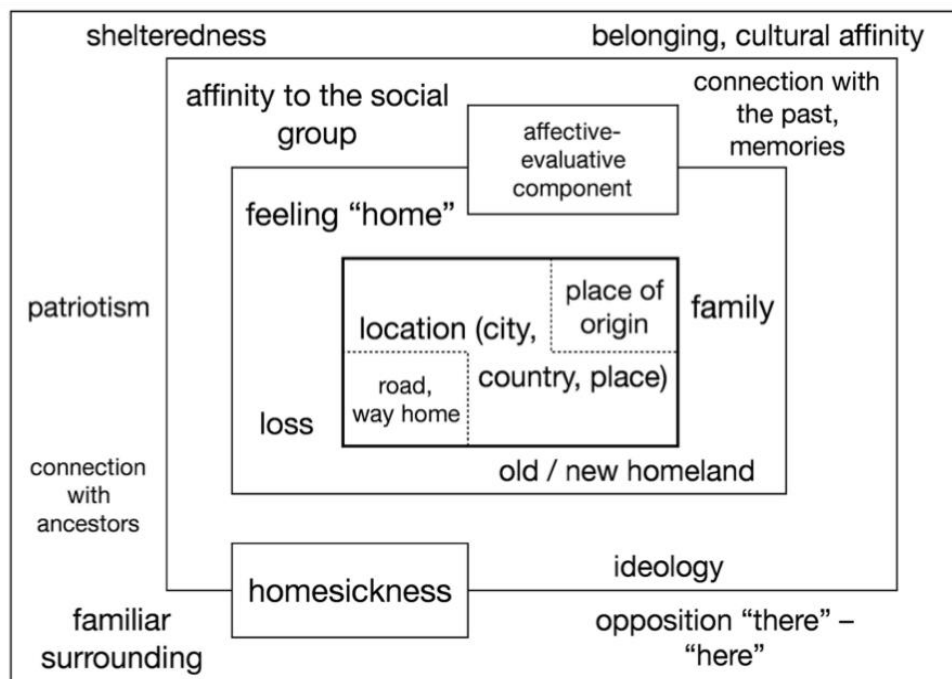 shelteredness
belonging, cultural affinity
affinity to the social
group
connection with
the past,
memories
affective-
evaluative
component
feeling “home”
patriotism
location (city,
place of
origin
family
country, place)
road,
way home
loss
connection
with
ancestors
old / new homeland
homesickness
ideology
familiar
surrounding
opposition “there” –
“here”